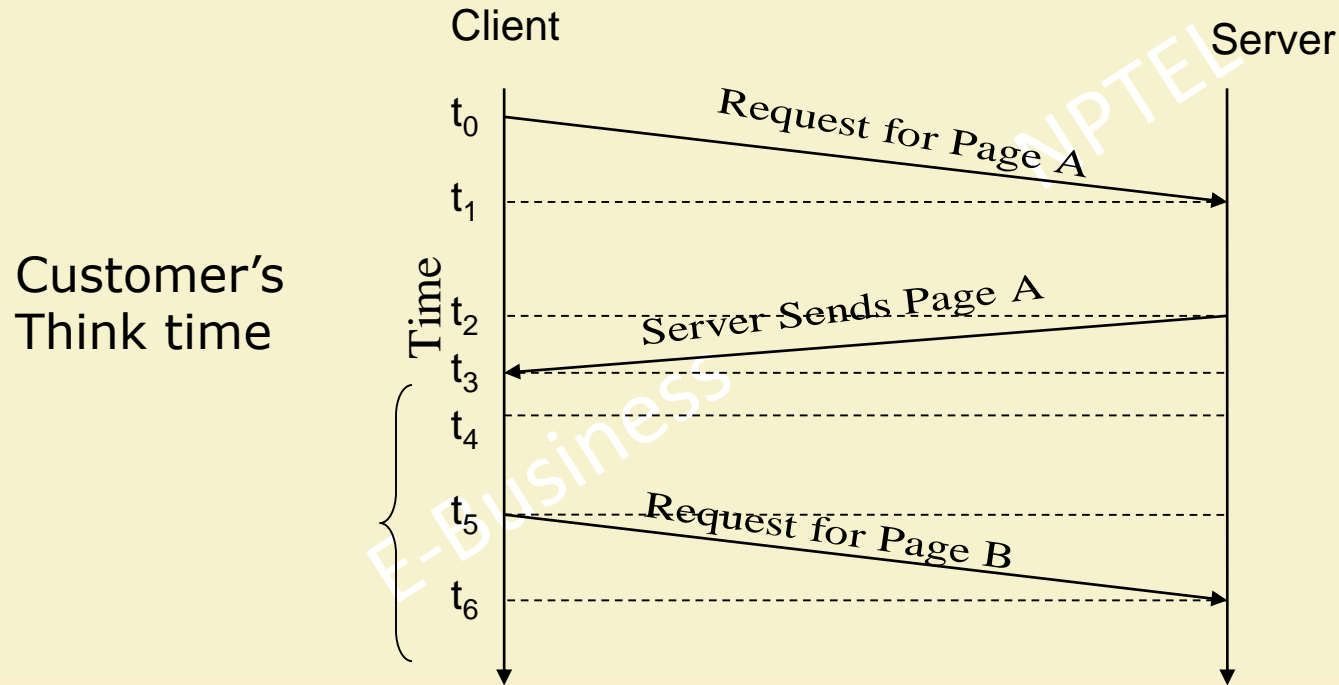 Client
Server
NPTEL
t₀
Request for Page A
t₁
Customer’s
Think time
Time
t₂
Server Sends Page A
t₃
t₄
E-Business
t₅
Request for Page B
t₆